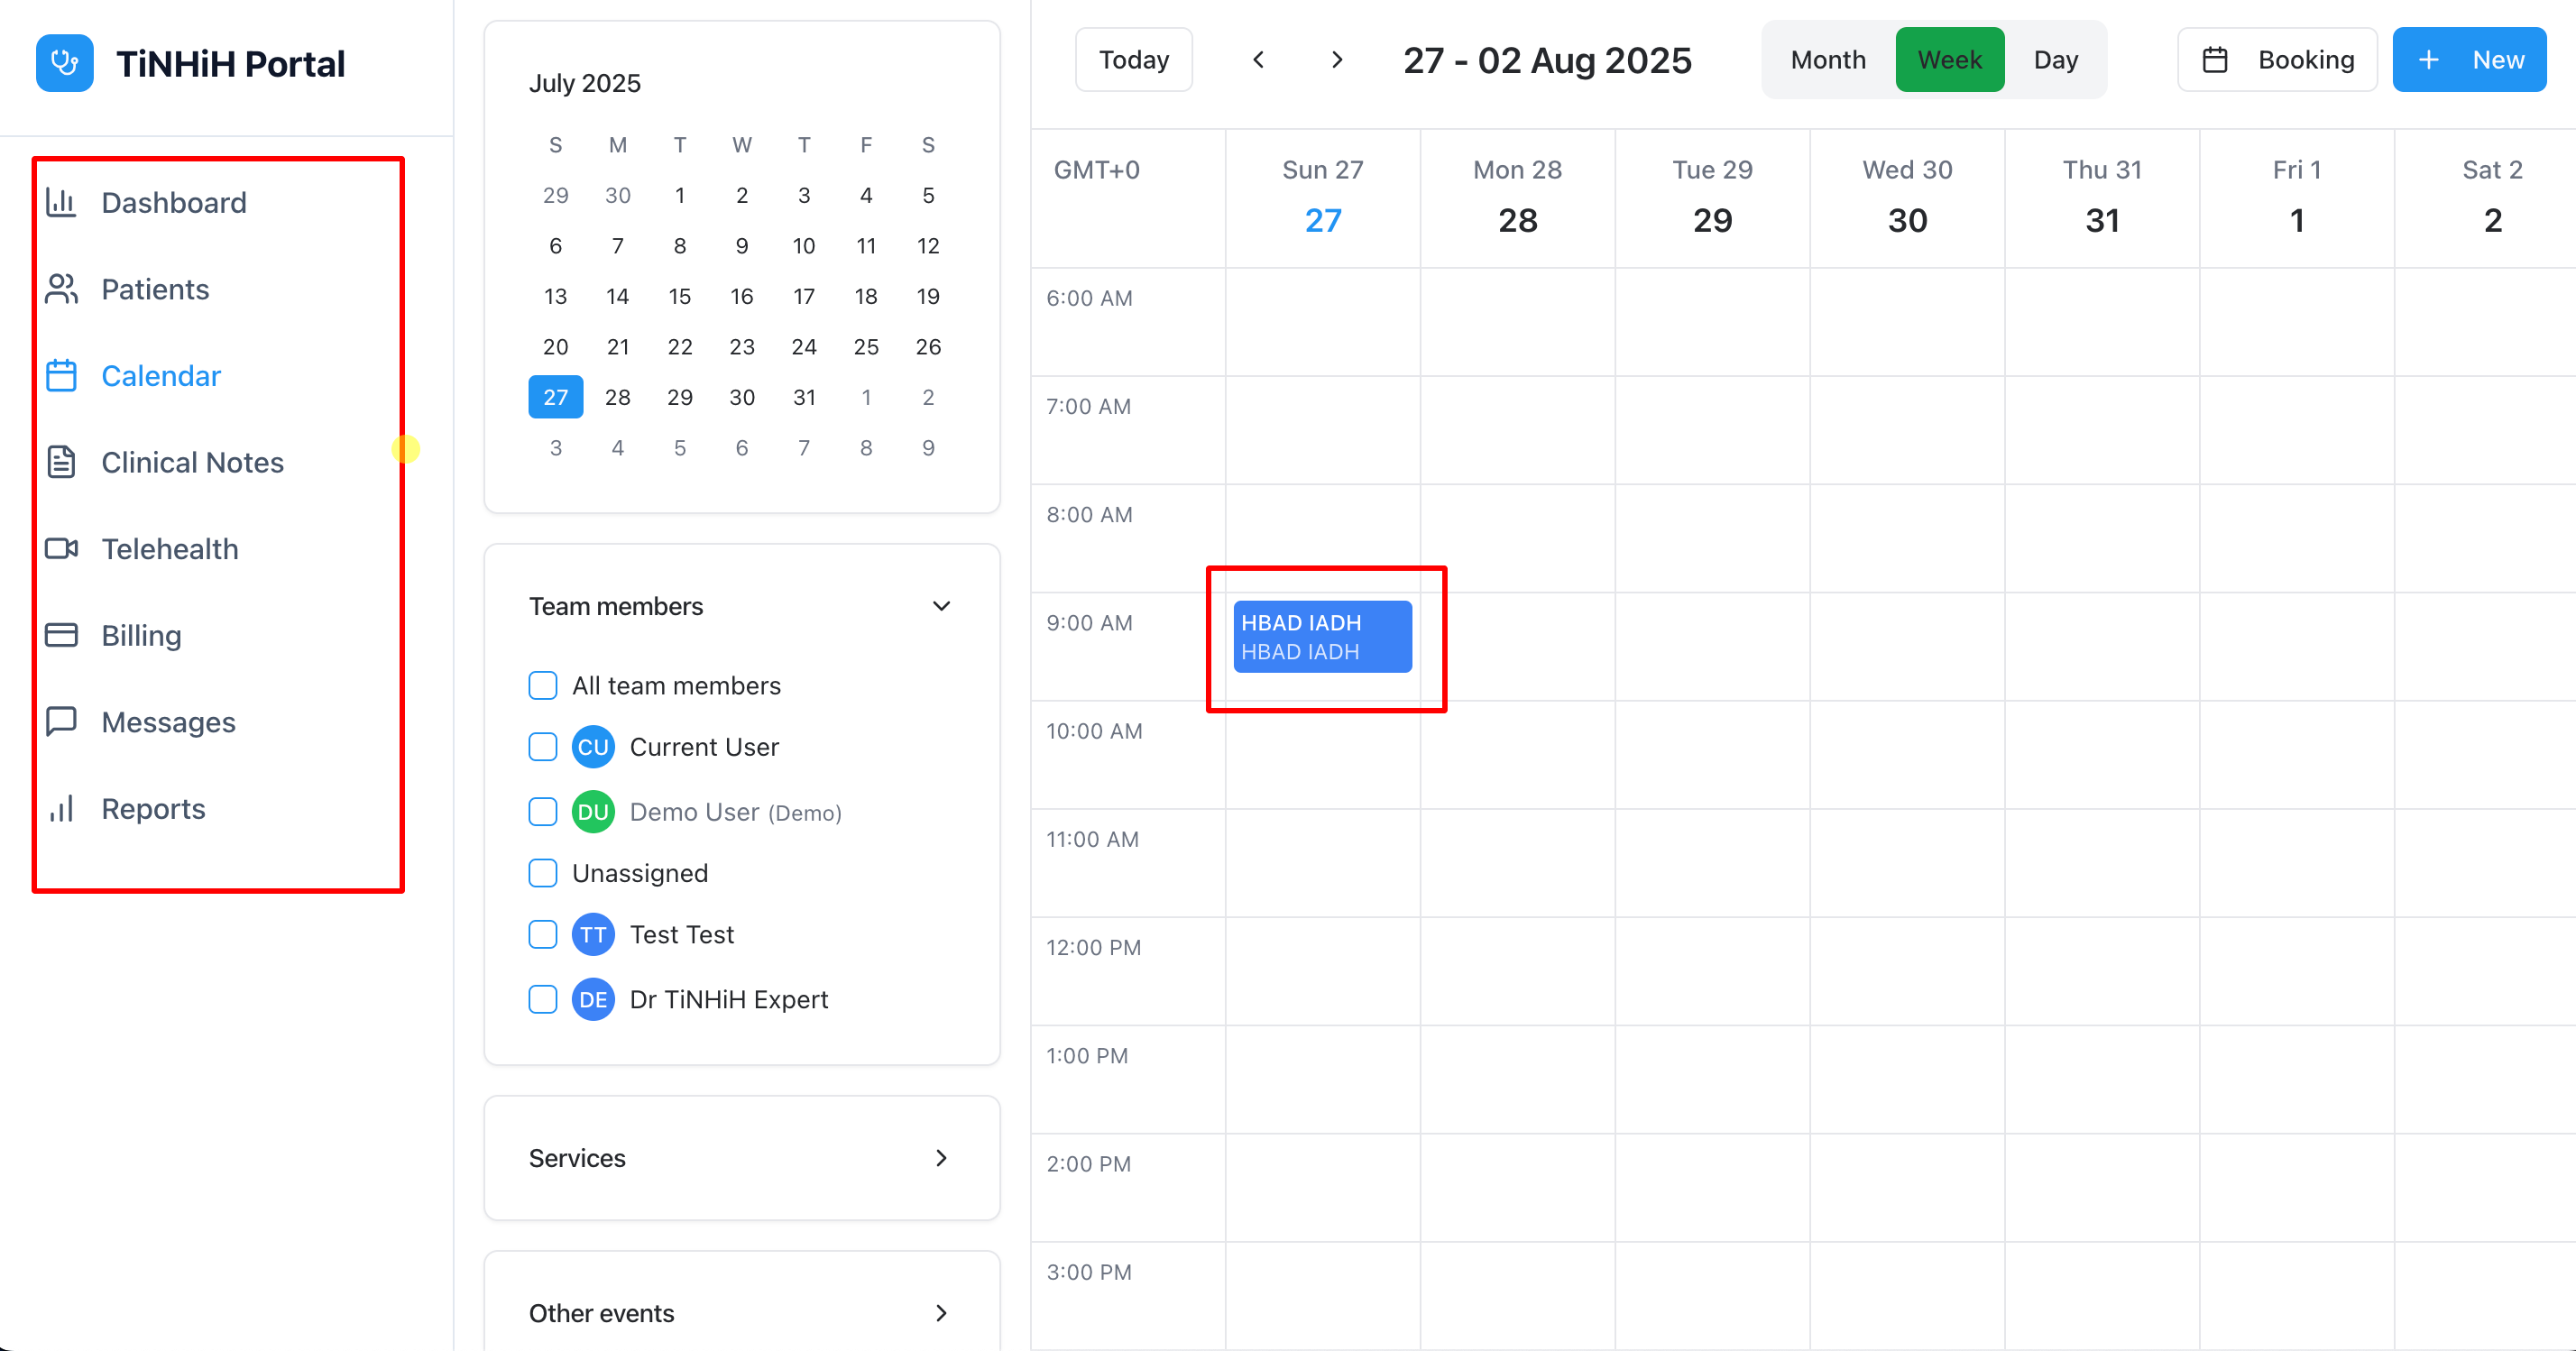 TiNHiH Portal
Dashboard
Patients
Calendar
Clinical Notes
Telehealth
Billing
Messages
Reports
July 2025
S M T W T F S
29 30 1 2 3 4 5
6 7 8 9 10 11 12
13 14 15 16 17 18 19
20 21 22 23 24 25 26
27 28 29 30 31 1 2
3 4 5 6 7 8 9
Team members
All team members
CU Current User
DU Demo User (Demo)
Unassigned
TT Test Test
DE Dr TiNHiH Expert
Services
Other events
Today 27 - 02 Aug 2025 Month Week Day Booking New
GMT+0 Sun 27 Mon 28 Tue 29 Wed 30 Thu 31 Fri 1 Sat 2
27 28 29 30 31 1 2
6:00 AM
7:00 AM
8:00 AM
9:00 AM
HBAD IADH
HBAD IADH
10:00 AM
11:00 AM
12:00 PM
1:00 PM
2:00 PM
3:00 PM